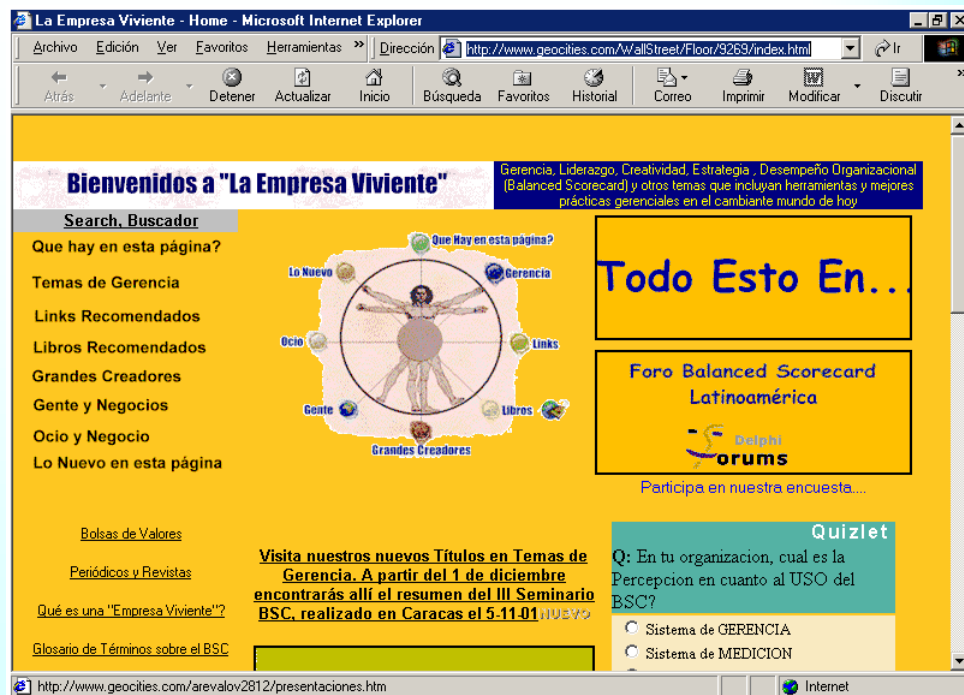 La Empresa Viviente - Home - Microsoft Internet Explorer
Archivo Edición Ver Favoritos Herramientas » Dirección http://www.geocities.com/WallStreet/Floor/9269/index.html Ir
Atrás Adelante Detener Actualizar Inicio Búsqueda Favoritos Historial Correo Imprimir Modificar Discutir »
Bienvenidos a "La Empresa Viviente"
Gerencia, Liderazgo, Creatividad, Estrategia , Desempeño Organizacional
(Balanced Scorecard) y otros temas que incluyan herramientas y mejores
prácticas gerenciales en el cambiante mundo de hoy
Search, Buscador
Que hay en esta página?
Temas de Gerencia
Links Recomendados
Libros Recomendados
Grandes Creadores
Gente y Negocios
Ocio y Negocio
Lo Nuevo en esta página
Que Hay en esta página?
Lo Nuevo
Gerencia
Ocio
Links
Gente
Libros
Grandes Creadores
Todo Esto En...
Foro Balanced Scorecard
Latinoamérica
Delphi
Forums
Participa en nuestra encuesta....
Bolsas de Valores
Periódicos y Revistas
Qué es una "Empresa Viviente"?
Glosario de Términos sobre el BSC
Visita nuestros nuevos Títulos en Temas de
Gerencia. A partir del 1 de diciembre
encontrarás allí el resumen del III Seminario
BSC, realizado en Caracas el 5-11-01 NUEVO
Quizlet
Q: En tu organizacion, cual es la
Percepcion en cuanto al USO del
BSC?
Sistema de GERENCIA
Sistema de MEDICION
http://www.geocities.com/arevalov2812/presentaciones.htm
Internet